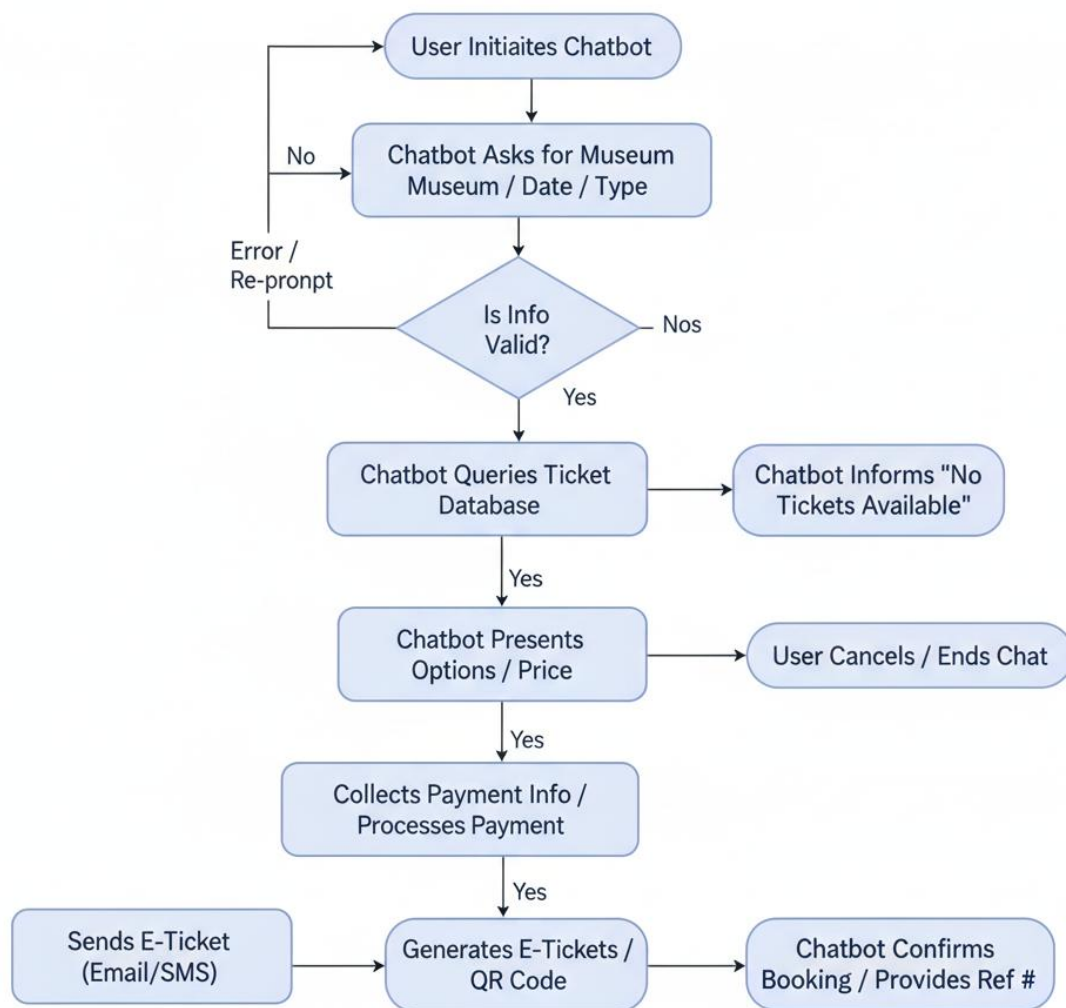 User Initiaites Chatbot
No
Chatbot Asks for Museum
Museum / Date / Type
Error /
Re-pronpt
Is Info
Valid?
Nos
Yes
Chatbot Queries Ticket
Database
Chatbot Informs "No
Tickets Available"
Yes
Chatbot Presents
Options / Price
User Cancels / Ends Chat
Yes
Collects Payment Info /
Processes Payment
Yes
Sends E-Ticket
(Email/SMS)
Generates E-Tickets /
QR Code
Chatbot Confirms
Booking / Provides Ref #